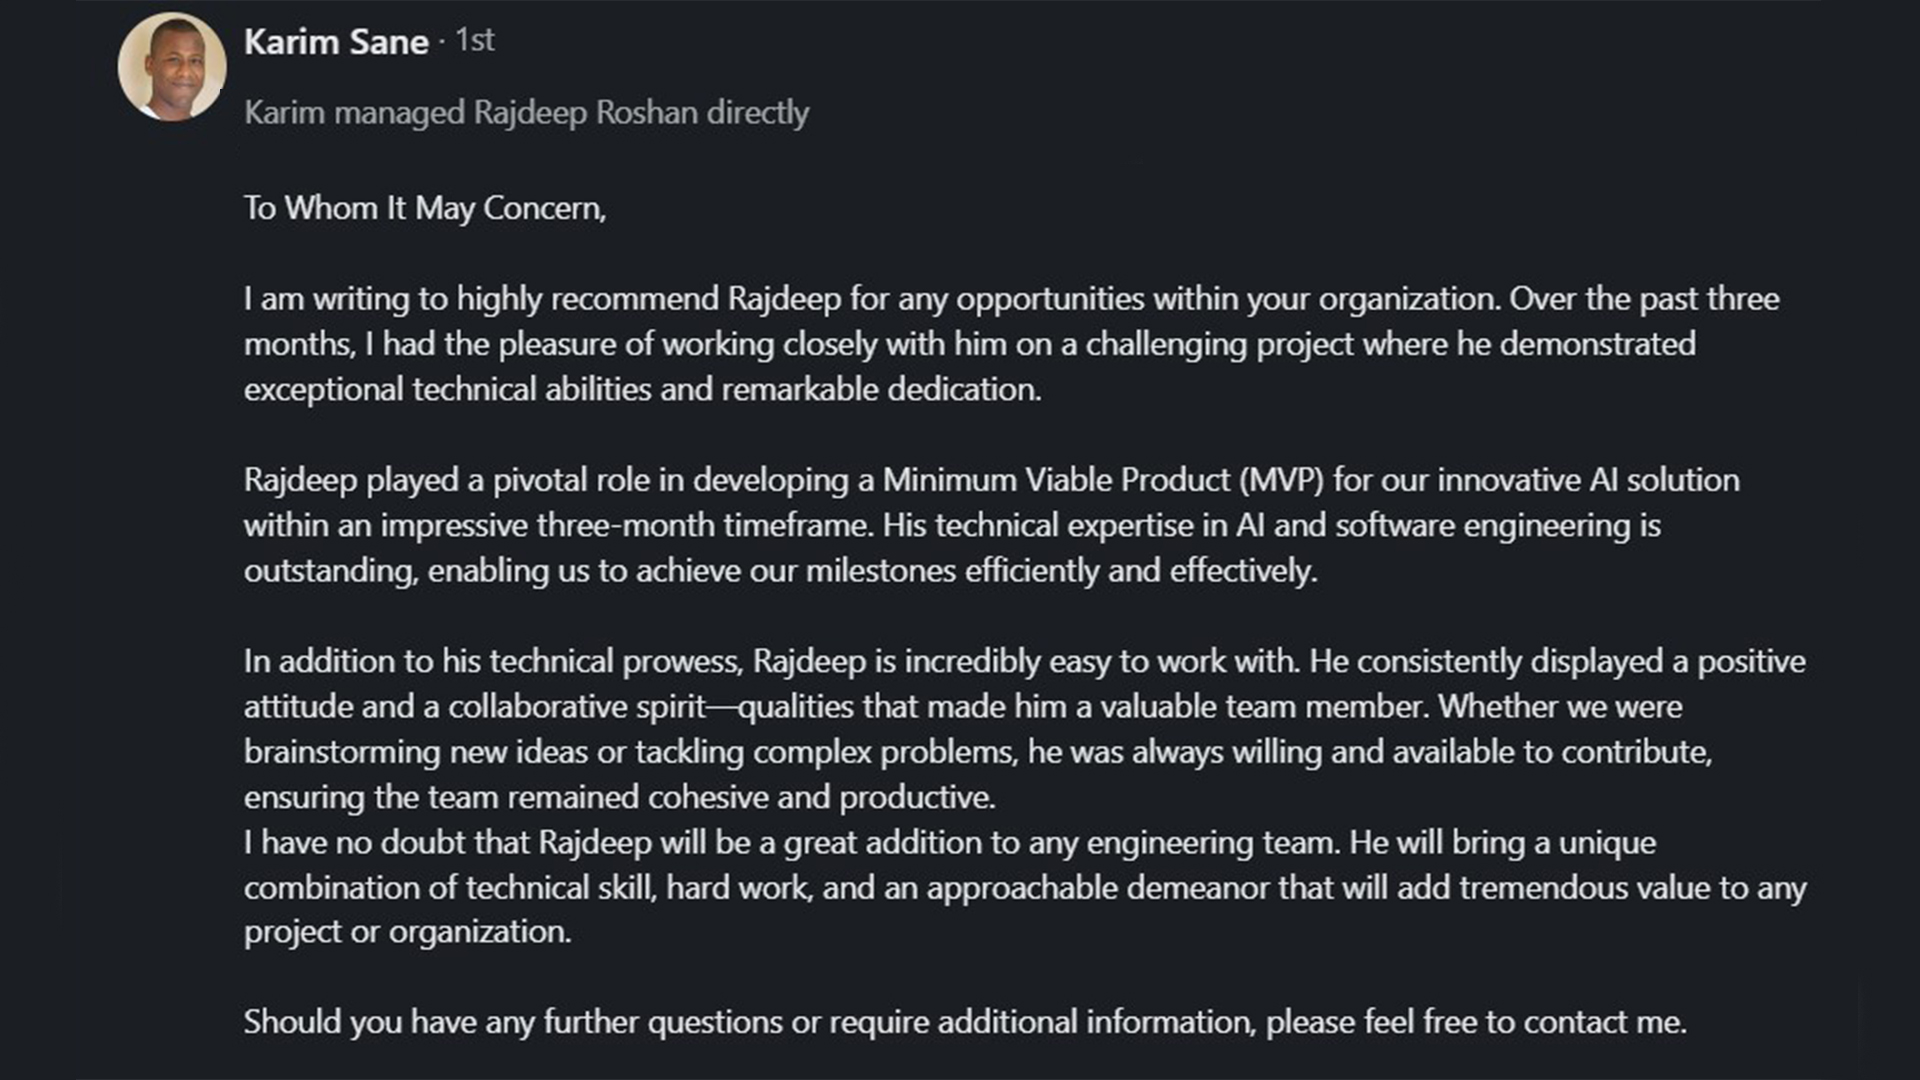 Karim Sane · 1st
Karim managed Rajdeep Roshan directly
To Whom It May Concern,
I am writing to highly recommend Rajdeep for any opportunities within your organization. Over the past three
months, I had the pleasure of working closely with him on a challenging project where he demonstrated
exceptional technical abilities and remarkable dedication.
Rajdeep played a pivotal role in developing a Minimum Viable Product (MVP) for our innovative AI solution
within an impressive three-month timeframe. His technical expertise in AI and software engineering is
outstanding, enabling us to achieve our milestones efficiently and effectively.
In addition to his technical prowess, Rajdeep is incredibly easy to work with. He consistently displayed a positive
attitude and a collaborative spirit—qualities that made him a valuable team member. Whether we were
brainstorming new ideas or tackling complex problems, he was always willing and available to contribute,
ensuring the team remained cohesive and productive.
I have no doubt that Rajdeep will be a great addition to any engineering team. He will bring a unique
combination of technical skill, hard work, and an approachable demeanor that will add tremendous value to any
project or organization.
Should you have any further questions or require additional information, please feel free to contact me.